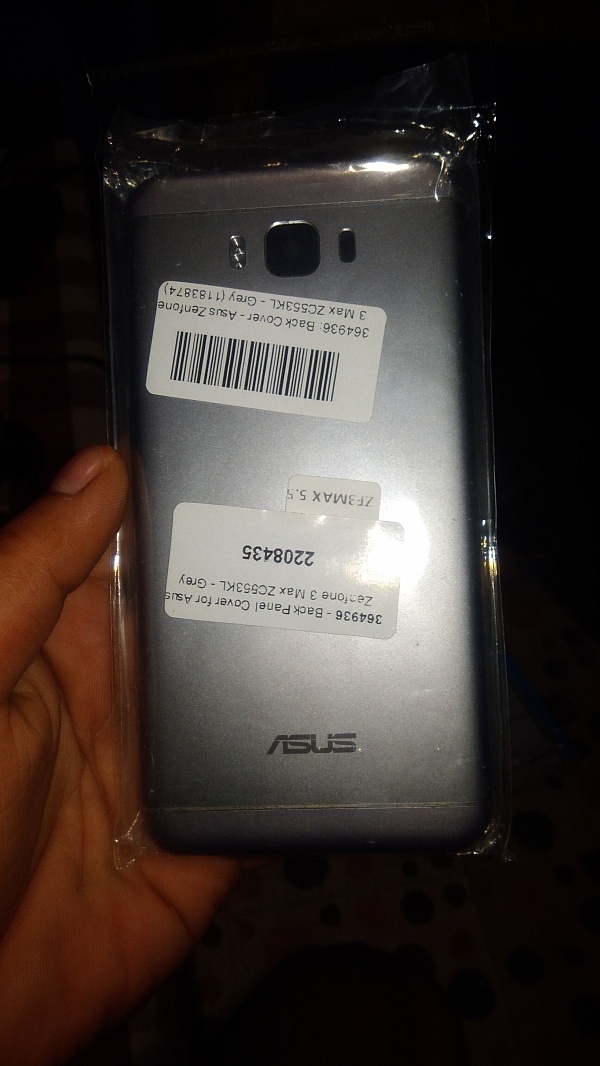 364936: Back Cover - Asus Zenfone
3 Max ZC553KL - Grey (1183874)
ZF3MAX 5.5
364936 - Back Panel Cover for Asus
Zenfone 3 Max ZC553KL - Grey
2208435
ASUS